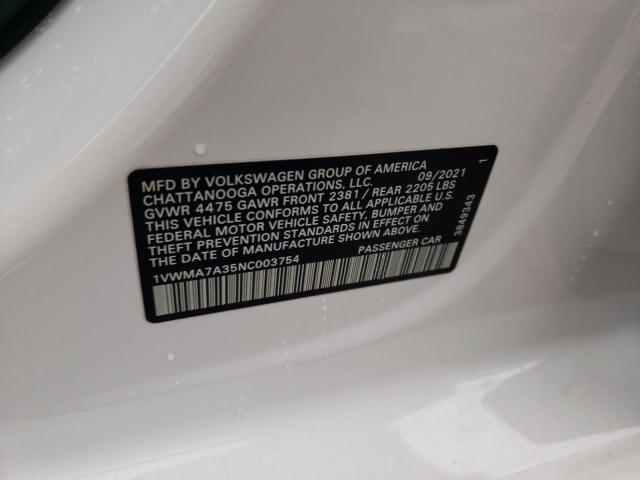 MFD BY VOLKSWAGEN GROUP OF AMERICA
CHATTANOOGA OPERATIONS, LLC. 09/2021
GVWR 4475 GAWR FRONT 2381 / REAR 2205 LBS
THIS VEHICLE CONFORMS TO ALL APPLICABLE U.S.
FEDERAL MOTOR VEHICLE SAFETY, BUMPER AND
THEFT PREVENTION STANDARDS IN EFFECT ON
THE DATE OF MANUFACTURE SHOWN ABOVE.
1VWMA7A35NC003754 PASSENGER CAR
3849343 1